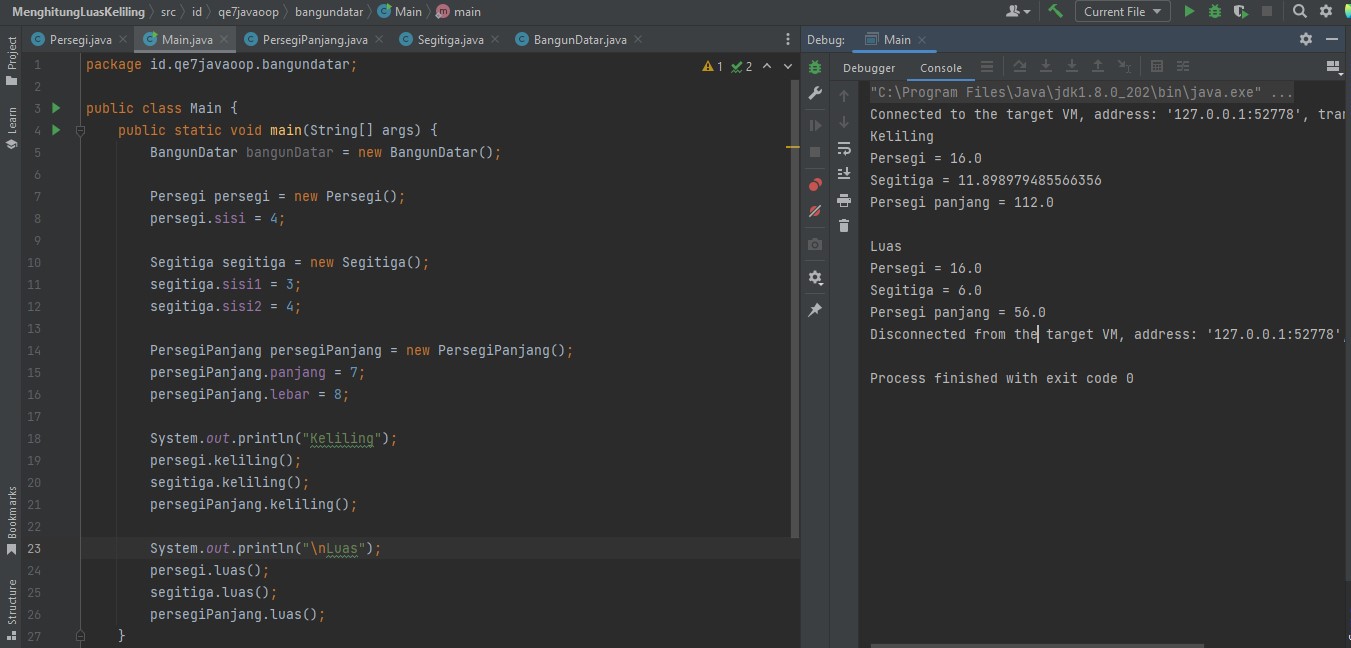 MenghitungLuasKeliling src id qe7javaoop bangundatar Main main Current File
Persegi.java Main.java PersegiPanjang.java Segitiga.java BangunDatar.java
Project
Learn
Bookmarks
Structure
1 package id.qe7javaoop.bangundatar; 1 2
2
3 public class Main {
4 public static void main(String[] args) {
5 BangunDatar bangunDatar = new BangunDatar();
6
7 Persegi persegi = new Persegi();
8 persegi.sisi = 4;
9
10 Segitiga segitiga = new Segitiga();
11 segitiga.sisi1 = 3;
12 segitiga.sisi2 = 4;
13
14 PersegiPanjang persegiPanjang = new PersegiPanjang();
15 persegiPanjang.panjang = 7;
16 persegiPanjang.lebar = 8;
17
18 System.out.println("Keliling");
19 persegi.keliling();
20 segitiga.keliling();
21 persegiPanjang.keliling();
22
23 System.out.println("\nLuas");
24 persegi.luas();
25 segitiga.luas();
26 persegiPanjang.luas();
27 }
Debug: Main
Debugger Console
"C:\Program Files\Java\jdk1.8.0_202\bin\java.exe" ...
Connected to the target VM, address: '127.0.0.1:52778', tran
Keliling
Persegi = 16.0
Segitiga = 11.898979485566356
Persegi panjang = 112.0
Luas
Persegi = 16.0
Segitiga = 6.0
Persegi panjang = 56.0
Disconnected from the target VM, address: '127.0.0.1:52778',
Process finished with exit code 0